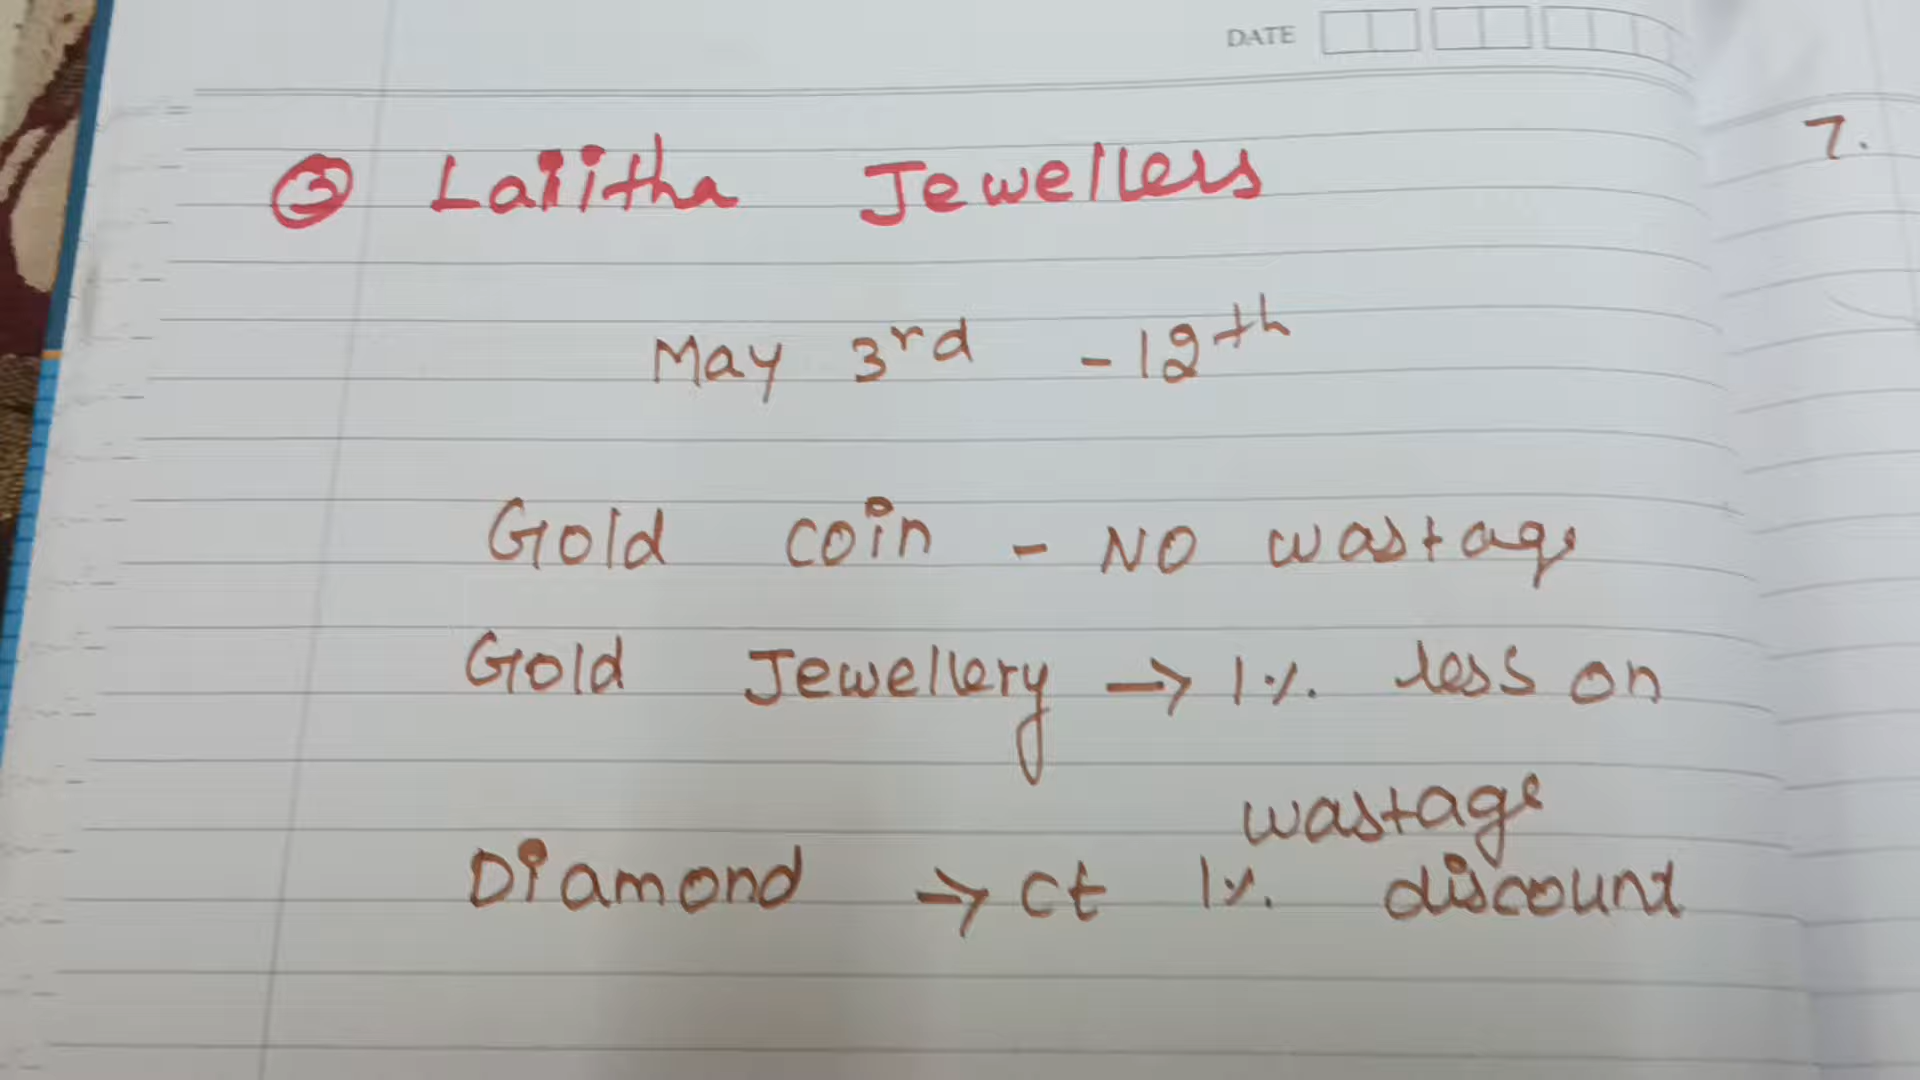 DATE
③ Lalitha Jewellers
May 3rd - 12th
Gold coin - NO wastage
Gold Jewellery → 1%. less on
wastage
Diamond → ct 1%. discount
7.